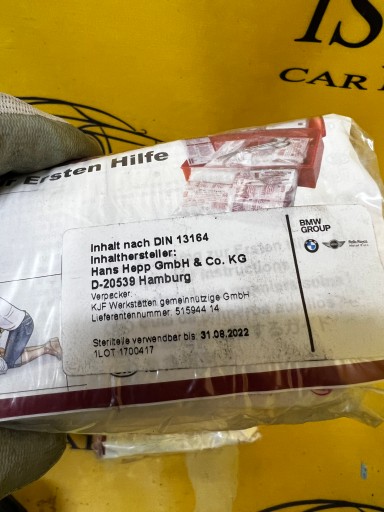 IS
CAR
Ersten Hilfe
Inhalt nach DIN 13164
Inhalthersteller:
Hans Hepp GmbH & Co. KG
D-20539 Hamburg
Verpacker:
KJF Werkstätten gemeinnützige GmbH
Lieferantennummer 515944 14
Sterilteile verwendbar bis 31.08.2022
1LOT 1700417
BMW
GROUP